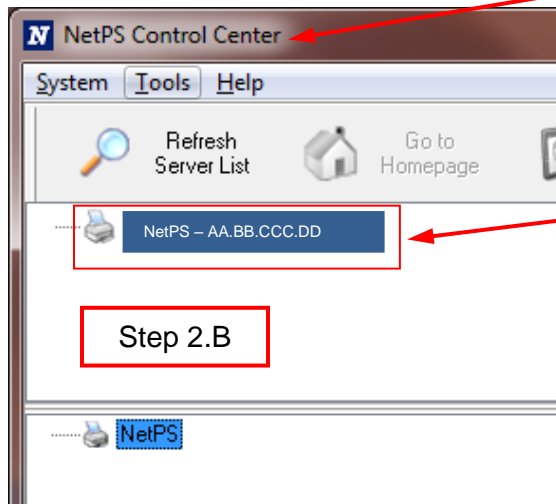 N NetPS Control Center
System Tools Help
Refresh
Server List
Go to
Homepage
NetPS – AA.BB.CCC.DD
Step 2.B
NetPS